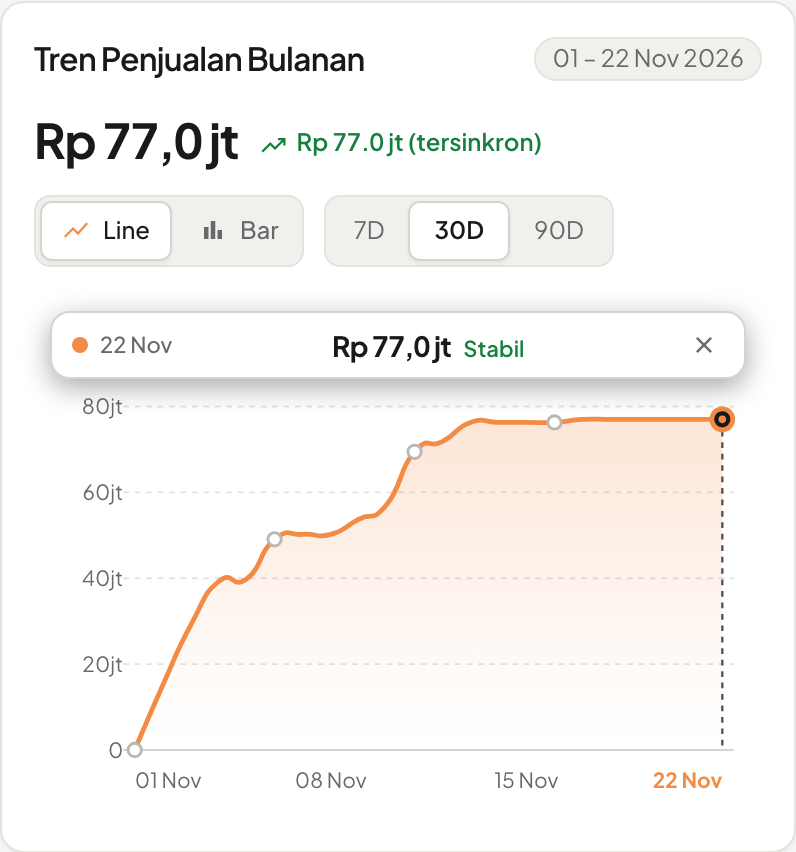 Tren Penjualan Bulanan
01 – 22 Nov 2026
Rp 77,0 jt
Rp 77.0 jt (tersinkron)
Line
Bar
7D
30D
90D
22 Nov
Rp 77,0 jt
Stabil
80jt
60jt
40jt
20jt
0
01 Nov
08 Nov
15 Nov
22 Nov